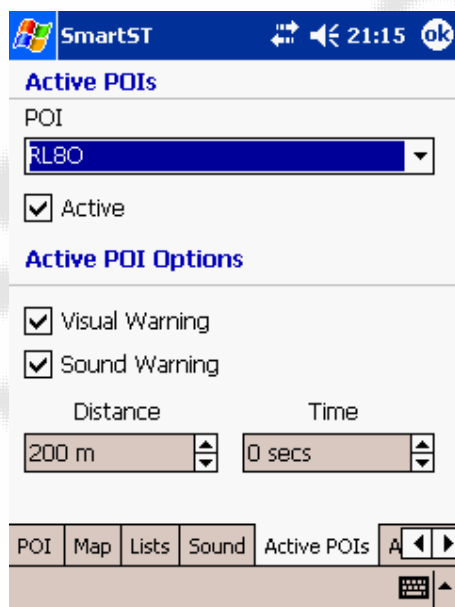 SmartST 21:15 ok
Active POIs
POI
RL8O
Active
Active POI Options
Visual Warning
Sound Warning
Distance Time
200 m 0 secs
POI Map Lists Sound Active POIs A